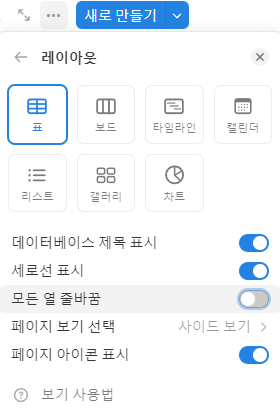 새로 만들기
레이아웃
표
보드
타임라인
캘린더
리스트
갤러리
차트
데이터베이스 제목 표시
세로선 표시
모든 열 줄바꿈
페이지 보기 선택 사이드 보기
페이지 아이콘 표시
보기 사용법